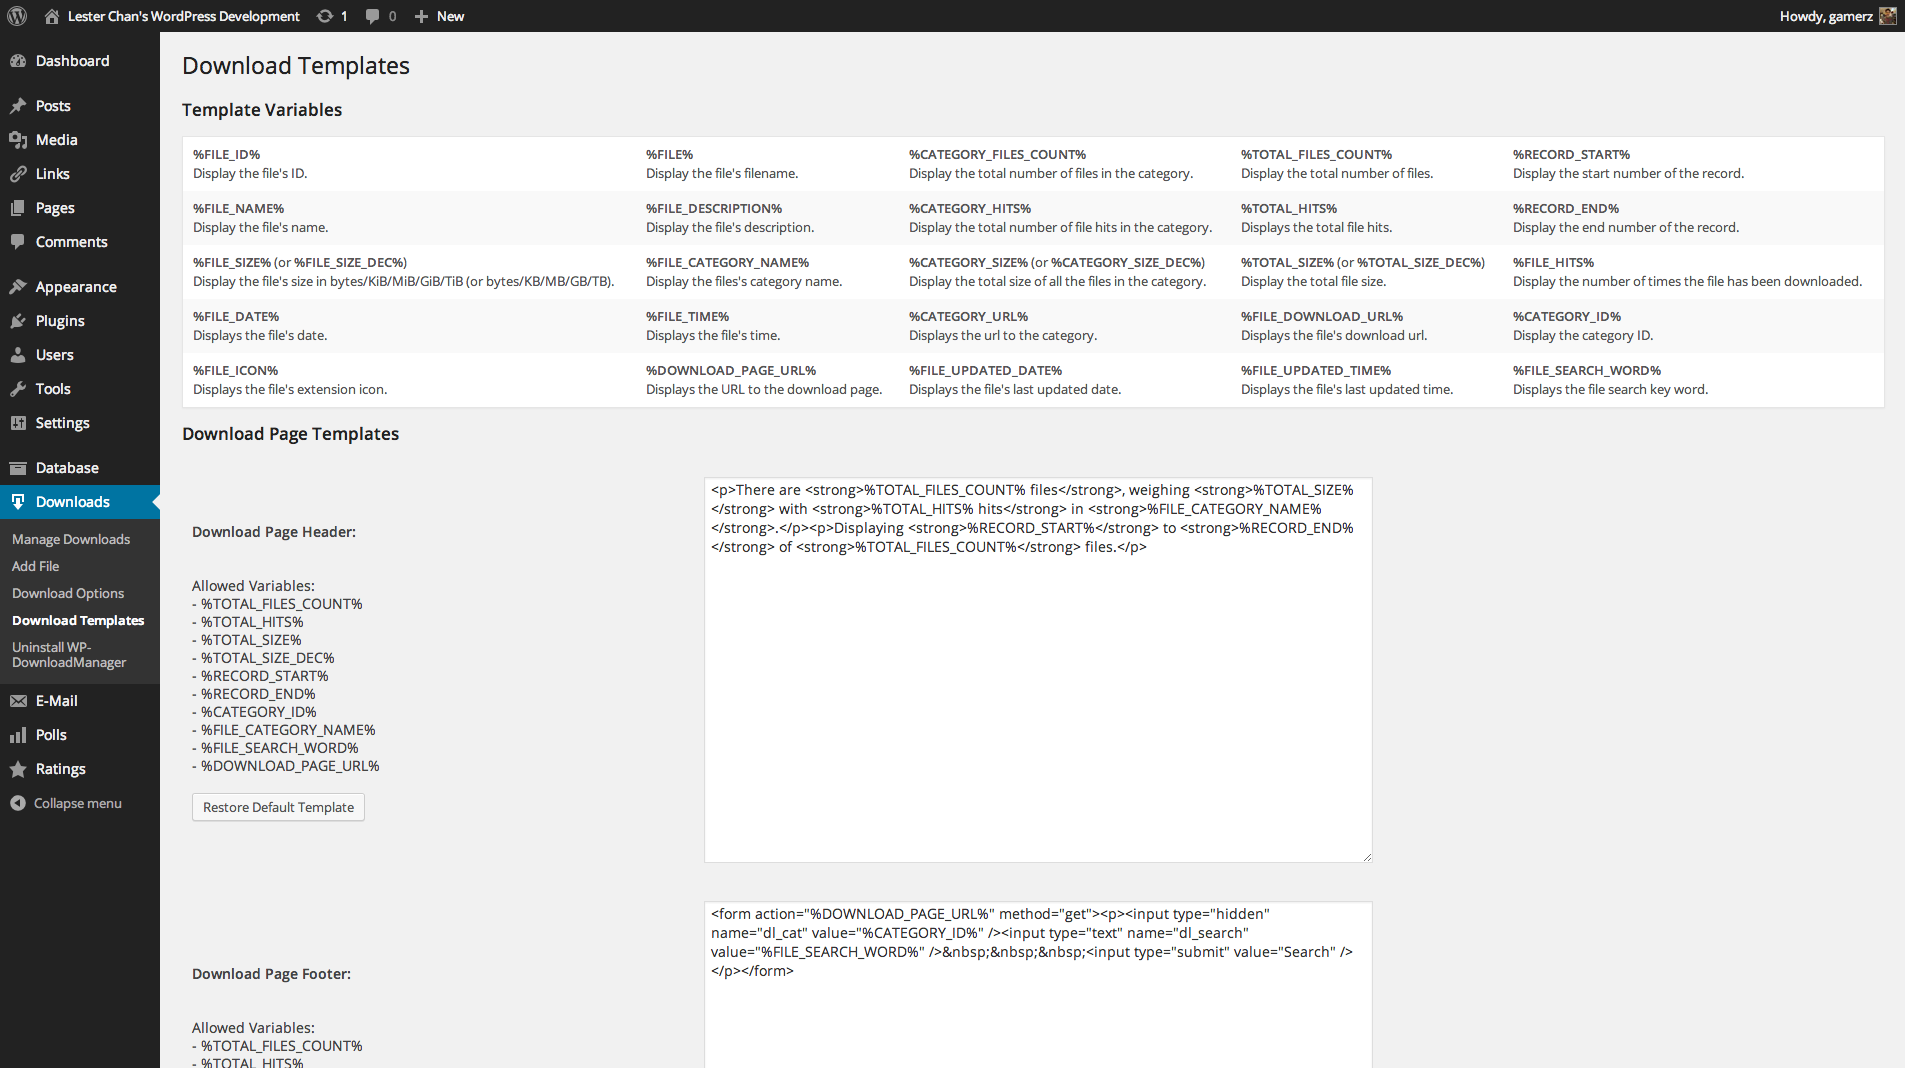 Lester Chan's WordPress Development 1 0 New Howdy, gamerz
Dashboard
Posts
Media
Links
Pages
Comments
Appearance
Plugins
Users
Tools
Settings
Database
Downloads
Manage Downloads
Add File
Download Options
Download Templates
Uninstall WP-
DownloadManager
E-Mail
Polls
Ratings
Collapse menu
Download Templates
Template Variables
%FILE_ID% %FILE% %CATEGORY_FILES_COUNT% %TOTAL_FILES_COUNT% %RECORD_START%
Display the file's ID. Display the file's filename. Display the total number of files in the category. Display the total number of files. Display the start number of the record.
%FILE_NAME% %FILE_DESCRIPTION% %CATEGORY_HITS% %TOTAL_HITS% %RECORD_END%
Display the file's name. Display the file's description. Display the total number of file hits in the category. Displays the total file hits. Display the end number of the record.
%FILE_SIZE% (or %FILE_SIZE_DEC%) %FILE_CATEGORY_NAME% %CATEGORY_SIZE% (or %CATEGORY_SIZE_DEC%) %TOTAL_SIZE% (or %TOTAL_SIZE_DEC%) %FILE_HITS%
Display the file's size in bytes/KiB/MiB/GiB/TiB (or bytes/KB/MB/GB/TB). Display the files's category name. Display the total size of all the files in the category. Displays the total file size. Display the number of times the file has been downloaded.
%FILE_DATE% %FILE_TIME% %CATEGORY_URL% %FILE_DOWNLOAD_URL% %CATEGORY_ID%
Displays the file's date. Displays the file's time. Displays the url to the category. Displays the file's download url. Display the category ID.
%FILE_ICON% %DOWNLOAD_PAGE_URL% %FILE_UPDATED_DATE% %FILE_UPDATED_TIME% %FILE_SEARCH_WORD%
Displays the file's extension icon. Displays the URL to the download page. Displays the file's last updated date. Displays the file's last updated time. Displays the file search key word.
Download Page Templates
Download Page Header:
Allowed Variables:
- %TOTAL_FILES_COUNT%
- %TOTAL_HITS%
- %TOTAL_SIZE%
- %TOTAL_SIZE_DEC%
- %RECORD_START%
- %RECORD_END%
- %CATEGORY_ID%
- %FILE_CATEGORY_NAME%
- %FILE_SEARCH_WORD%
- %DOWNLOAD_PAGE_URL%
Restore Default Template
<p>There are <strong>%TOTAL_FILES_COUNT% files</strong>, weighing <strong>%TOTAL_SIZE%
</strong> with <strong>%TOTAL_HITS% hits</strong> in <strong>%FILE_CATEGORY_NAME%
</strong>.</p><p>Displaying <strong>%RECORD_START%</strong> to <strong>%RECORD_END%
</strong> of <strong>%TOTAL_FILES_COUNT%</strong> files.</p>
Download Page Footer:
Allowed Variables:
- %TOTAL_FILES_COUNT%
- %TOTAL_HITS%
<form action="%DOWNLOAD_PAGE_URL%" method="get"><p><input type="hidden"
name="dl_cat" value="%CATEGORY_ID%" /><input type="text" name="dl_search"
value="%FILE_SEARCH_WORD%" />&nbsp;&nbsp;&nbsp;<input type="submit" value="Search" />
</p></form>